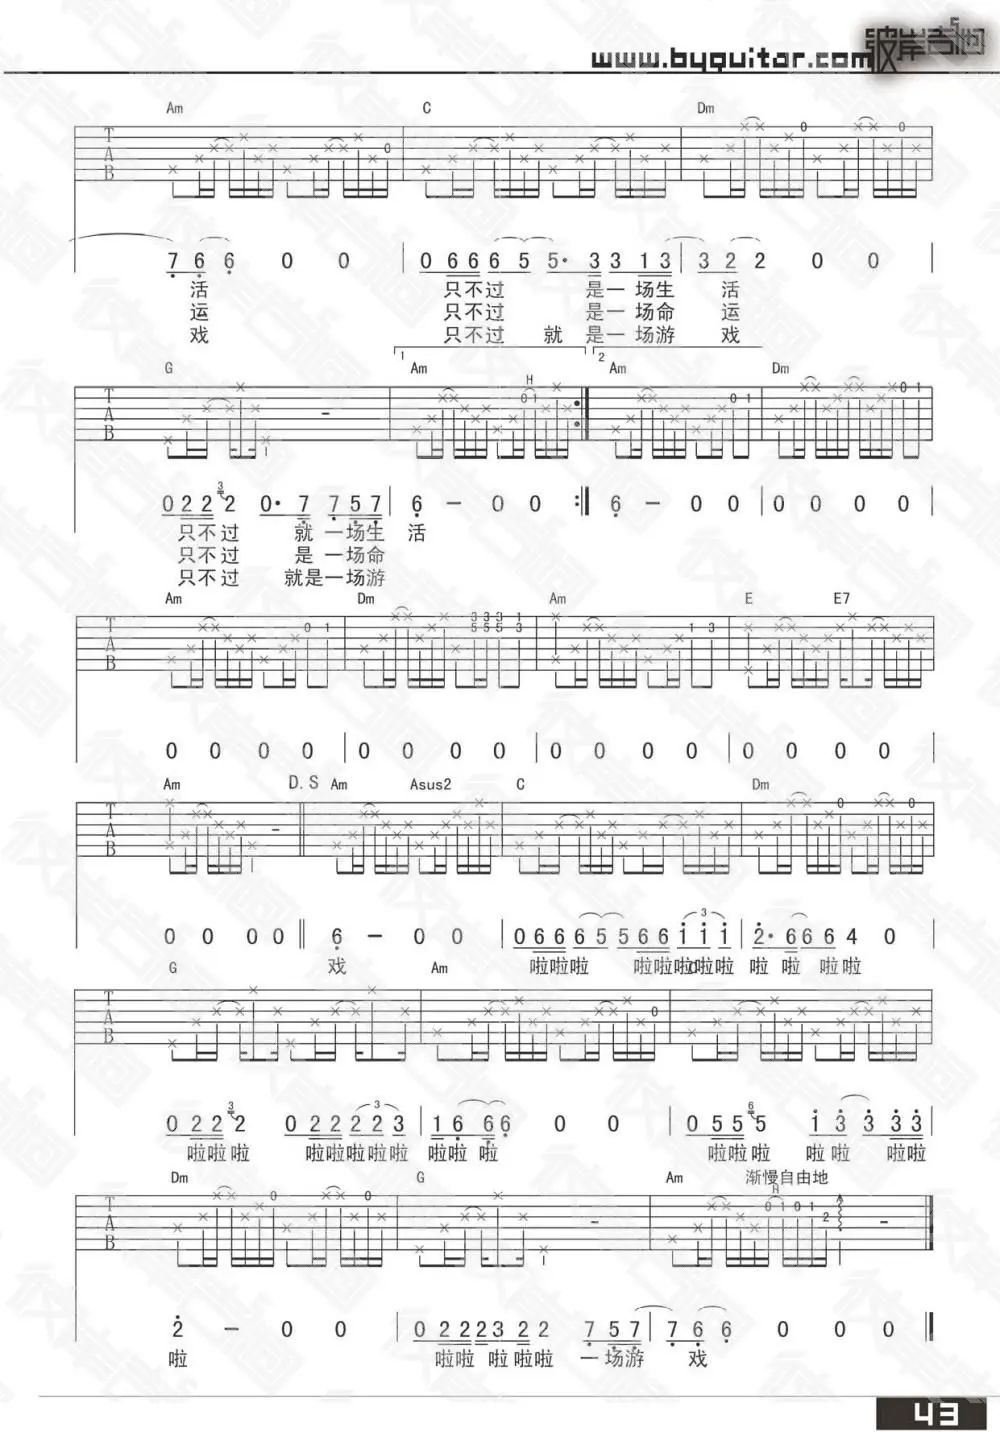 彼岸吉他
www.byguitar.com
Am C Dm
T A B
7 6 6 0 0 0 6 6 6 5 5· 3 3 1 3 3 2 2 0 0
活 只不过 是一 场生 活
运 只不过 是一 场命 运
戏 只不过 就 是一 场游 戏
1 2
G Am H Am Dm
T A B
0 2 2 3 2 0· 7 7 5 7 6 - 0 0 6 - 0 0 0 0 0 0
只不过 就 一场生 活
只不过 是 一场命
只不过 就是一场游
Am Dm Am E E7
T A B
0 0 0 0 0 0 0 0 0 0 0 0 0 0 0 0
Am D.S Am Asus2 C Dm
T A B
0 0 0 0 6 - 0 0 0 6 6 6 5 5 6 6 i i i 2· 6 6 6 4 0
戏 啦啦啦 啦啦啦啦啦 啦 啦 啦啦
G Am
T A B
0 2 2 3 2 0 2 2 2 2 3 1 6 6 6 0 0 0 5 5 6 5 1 3 3 3 3
啦啦啦 啦啦啦啦啦 啦啦 啦 啦啦啦 啦啦 啦啦
Dm G Am 渐慢自由地
H
T A B
2 - 0 0 0 2 2 2 3 2 2 7 5 7 7 6 6 0 0 0
啦 啦啦 啦 啦啦 一场游 戏
43